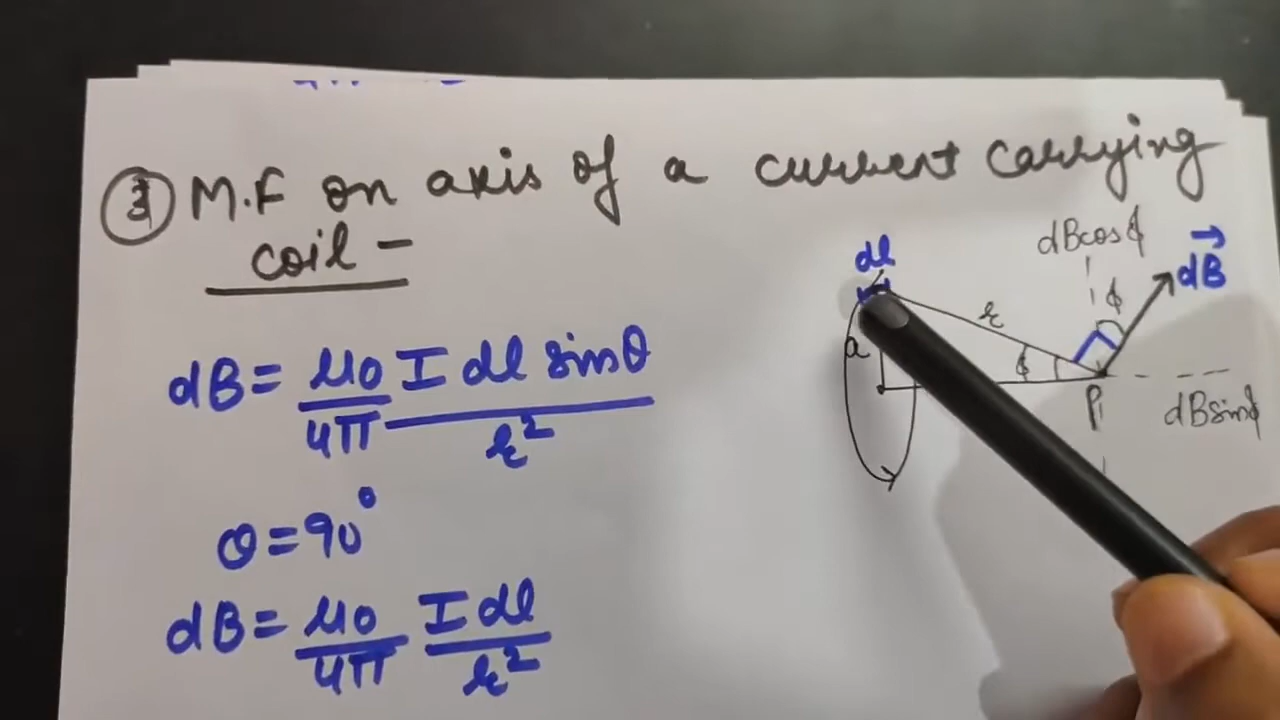 ③ M.F on axis of a current carrying
coil -
dB = μ0/4π I dl sinθ/r²
θ = 90°
dB = μ0/4π I dl/r²
dl
a
r
ϕ
dBcosϕ
ϕ
dB⃗
P
dBsinϕ